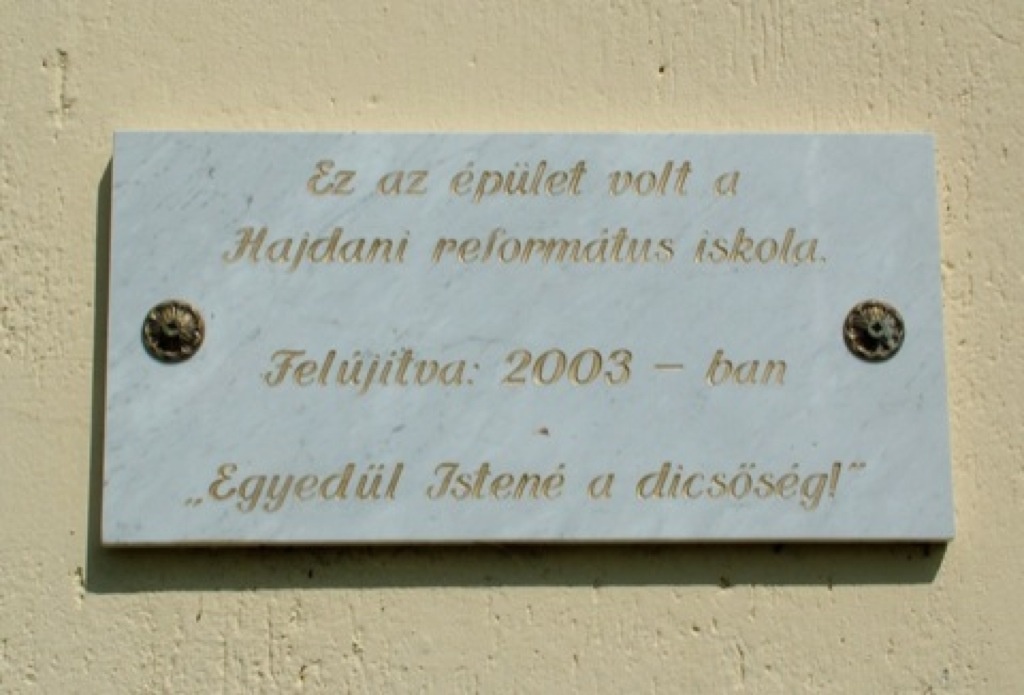 Ez az épület volt a
Hajdani református iskola.
Felújítva: 2003 – ban
„Egyedül Istené a dicsőség!”